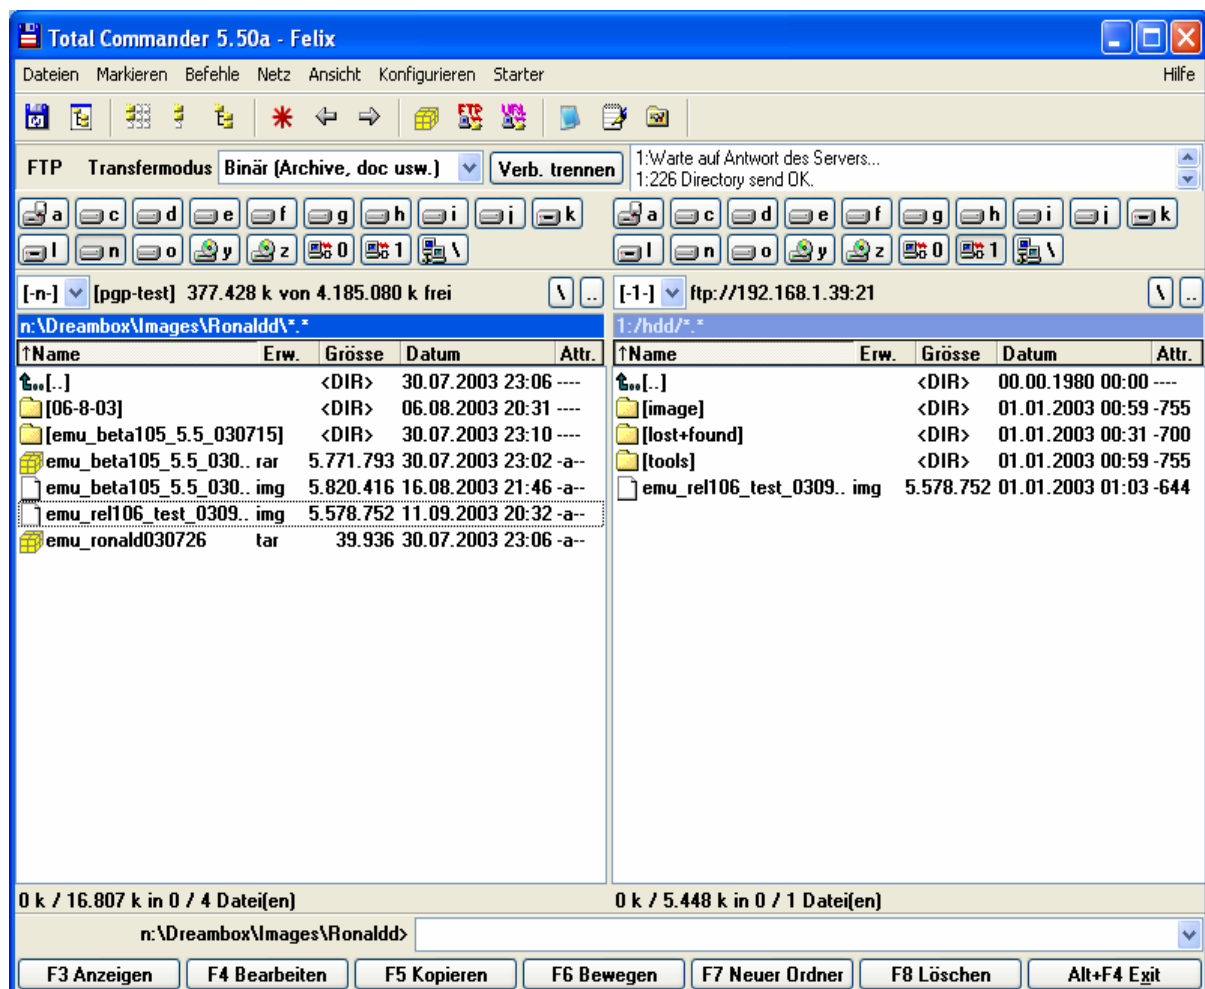 Total Commander 5.50a - Felix
Dateien Markieren Befehle Netz Ansicht Konfigurieren Starter Hilfe
FTP
FTP Transfermodus Binär (Archive, doc usw.) Verb. trennen
1:Warte auf Antwort des Servers...
1:226 Directory send OK.
a c d e f g h i j k
l n o y z 0 1 \
a c d e f g h i j k
l n o y z 0 1 \
[-n-] [pgp-test] 377.428 k von 4.185.080 k frei \ ..
n:\Dreambox\Images\Ronaldd\*.*
↑Name Erw. Grösse Datum Attr.
[..] <DIR> 30.07.2003 23:06 ----
[06-8-03] <DIR> 06.08.2003 20:31 ----
[emu_beta105_5.5_030715] <DIR> 30.07.2003 23:10 ----
emu_beta105_5.5_030.. rar 5.771.793 30.07.2003 23:02 -a--
emu_beta105_5.5_030.. img 5.820.416 16.08.2003 21:46 -a--
emu_rel106_test_0309.. img 5.578.752 11.09.2003 20:32 -a--
emu_ronald030726 tar 39.936 30.07.2003 23:06 -a--
0 k / 16.807 k in 0 / 4 Datei(en)
[-1-] ftp://192.168.1.39:21 \ ..
1:/hdd/*.*
↑Name Erw. Grösse Datum Attr.
[..] <DIR> 00.00.1980 00:00 ----
[image] <DIR> 01.01.2003 00:59 -755
[lost+found] <DIR> 01.01.2003 00:31 -700
[tools] <DIR> 01.01.2003 00:59 -755
emu_rel106_test_0309.. img 5.578.752 01.01.2003 01:03 -644
0 k / 5.448 k in 0 / 1 Datei(en)
n:\Dreambox\Images\Ronaldd>
F3 Anzeigen F4 Bearbeiten F5 Kopieren F6 Bewegen F7 Neuer Ordner F8 Löschen Alt+F4 Exit